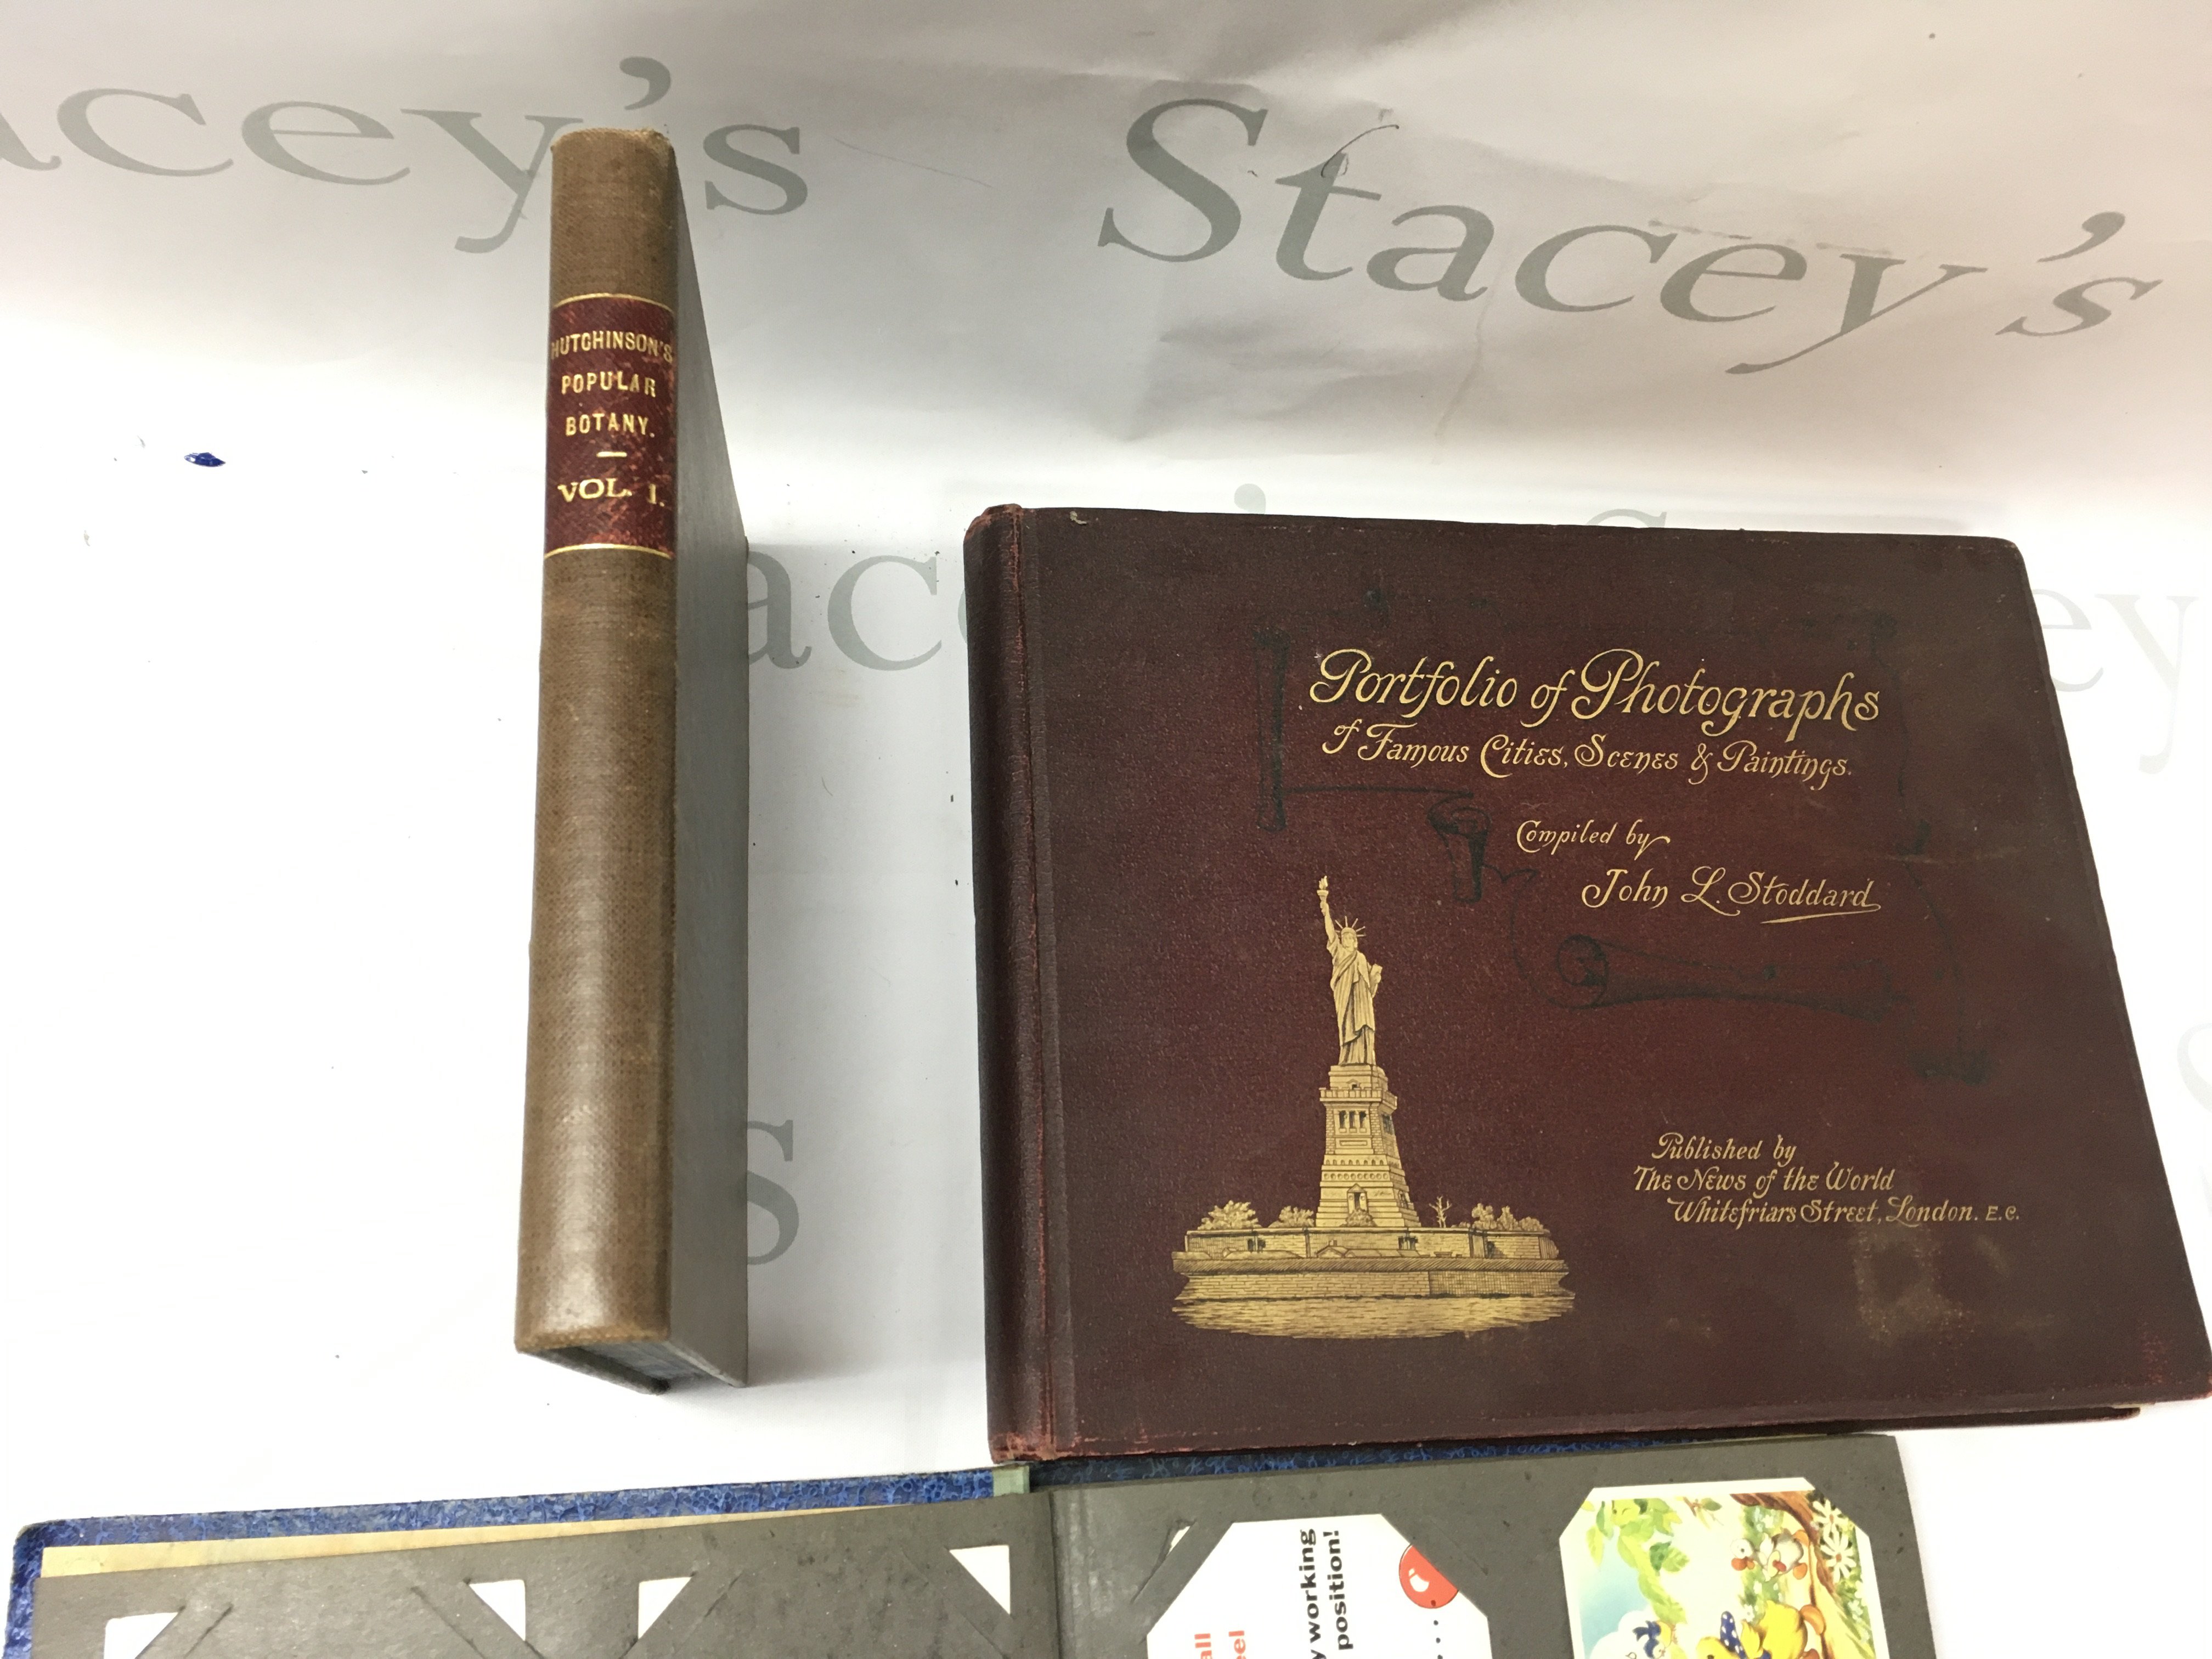 acey's
Stacey's
HUTCHINSON'S
POPULAR
BOTANY.
VOL. I.
Portfolio of Photographs
of Famous Cities, Scenes & Paintings.
Compiled by
John L. Stoddard
Published by
The News of the World
Whitefriars Street, London. E.C.
working
position!